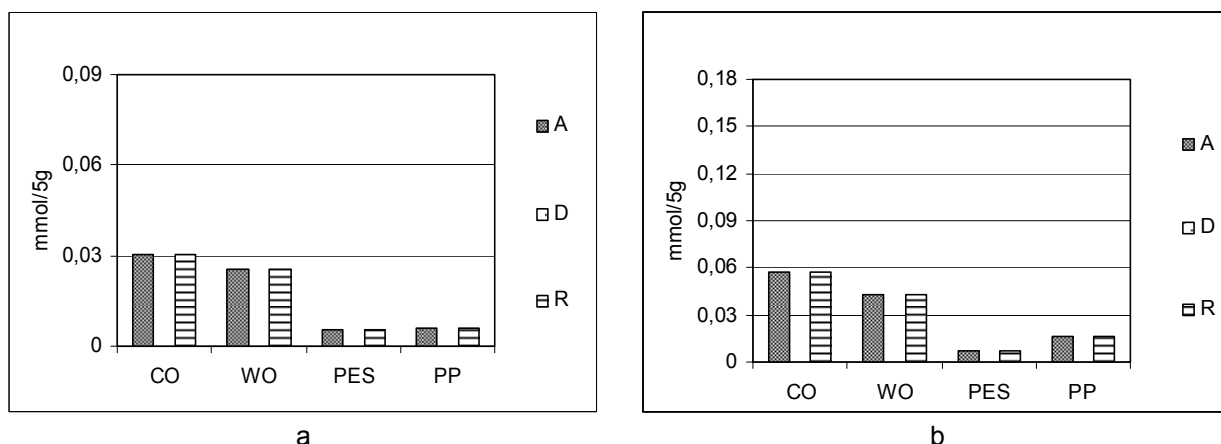 mmol/5g
0,09
0,06
0,03
0
CO WO PES PP
A
D
R
a
mmol/5g
0,18
0,15
0,12
0,09
0,06
0,03
0
CO WO PES PP
A
D
R
b